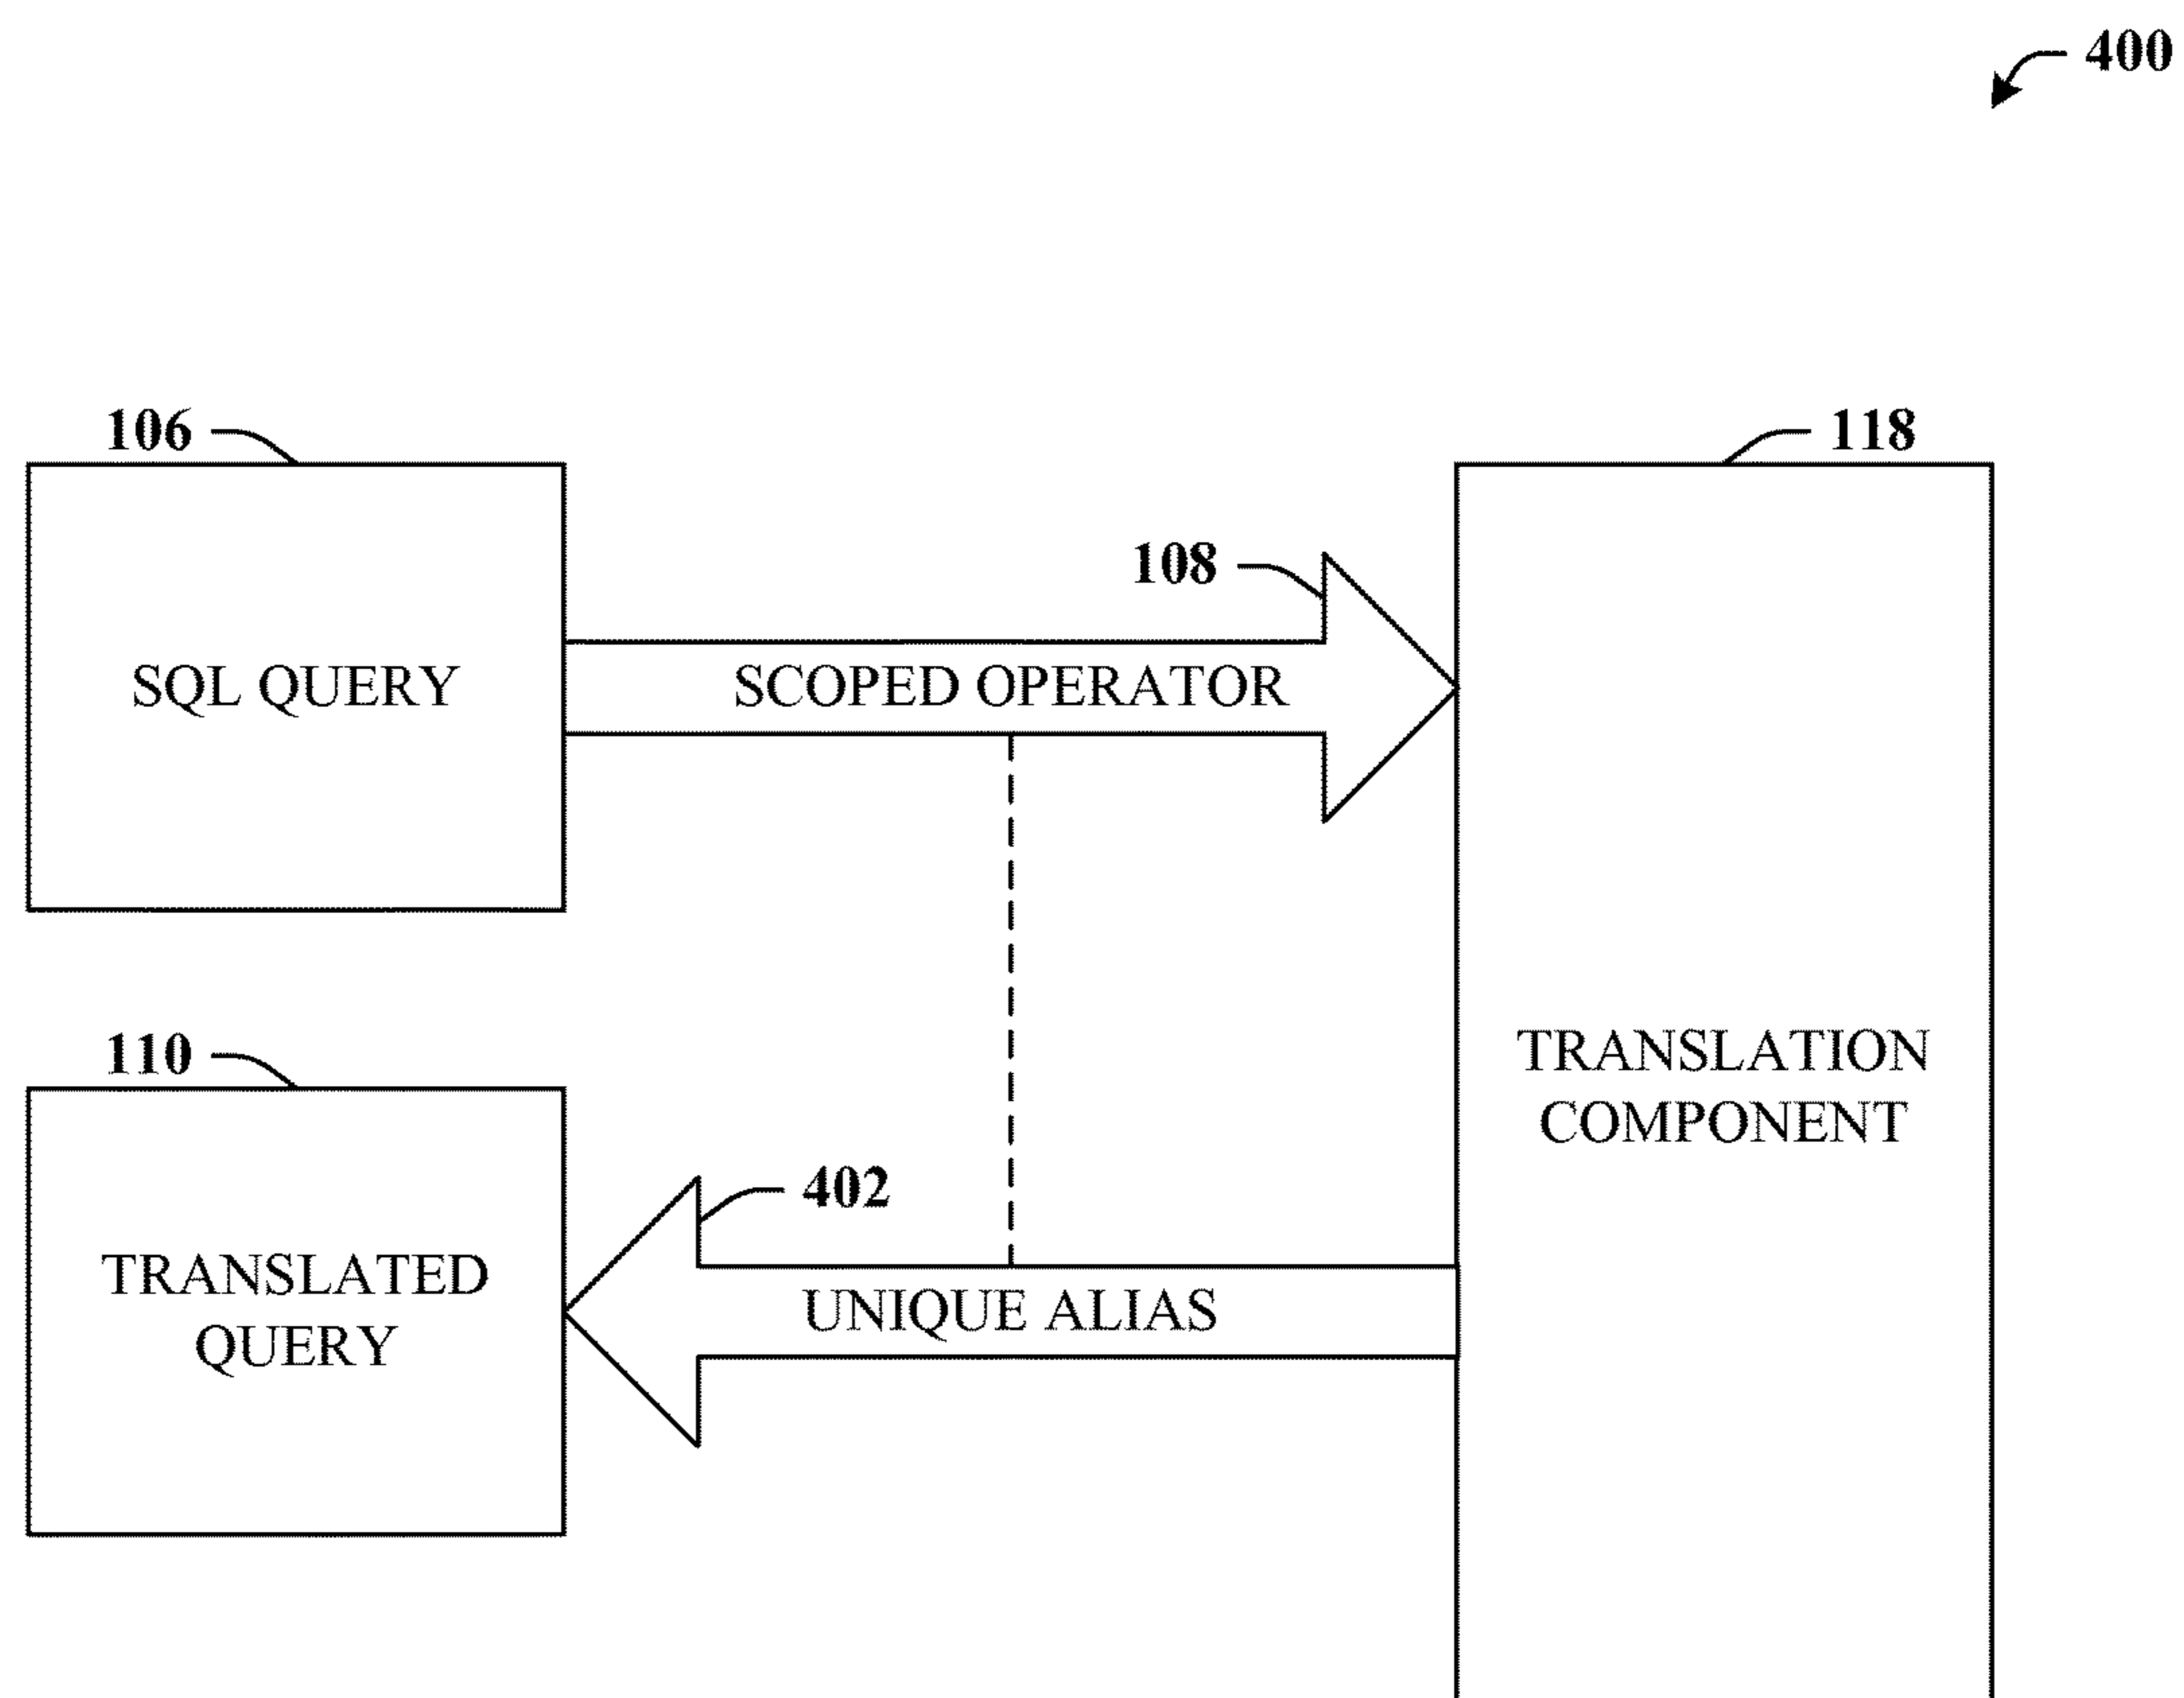 400
106
118
108
SQL QUERY
SCOPED OPERATOR
110
TRANSLATION
COMPONENT
402
TRANSLATED
QUERY
UNIQUE ALIAS